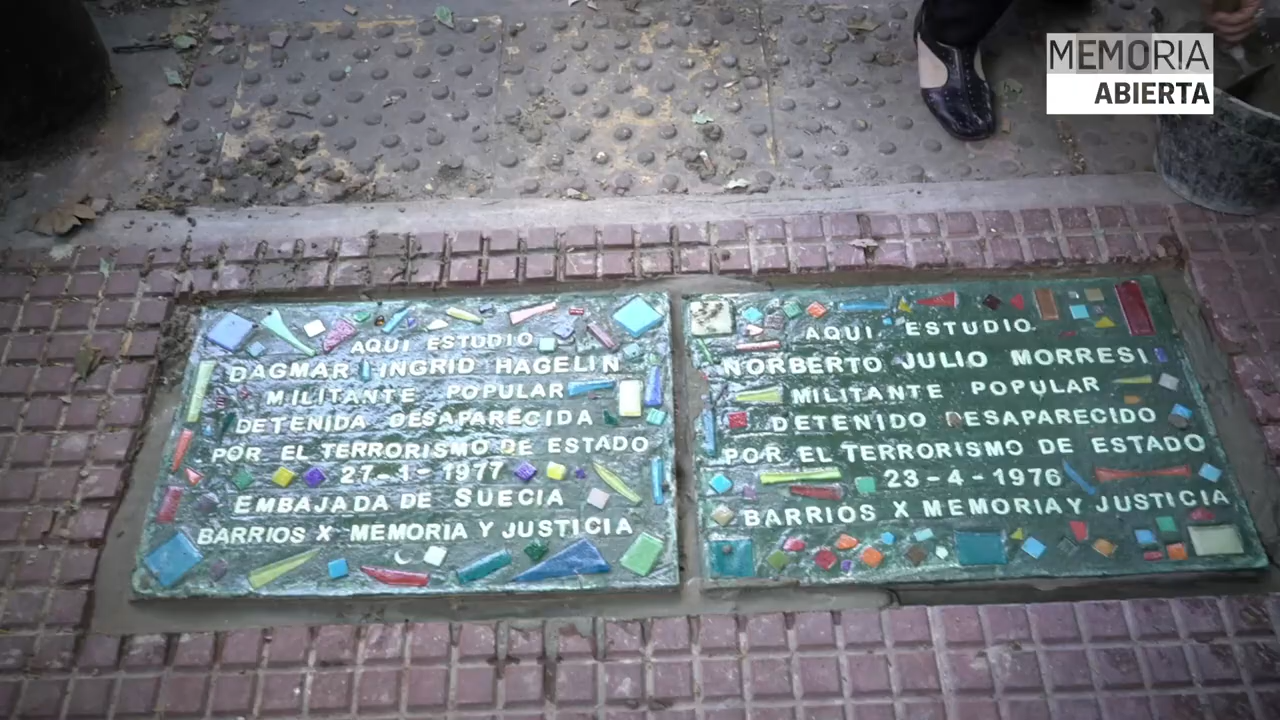 MEMORIA
ABIERTA
AQUI ESTUDIO
DAGMAR INGRID HAGELIN
MILITANTE POPULAR
DETENIDA DESAPARECIDA
POR EL TERRORISMO DE ESTADO
27-1-1977
EMBAJADA DE SUECIA
BARRIOS X MEMORIA Y JUSTICIA
AQUI ESTUDIO
NORBERTO JULIO MORRESI
MILITANTE POPULAR
DETENIDO DESAPARECIDO
POR EL TERRORISMO DE ESTADO
23-4-1976
BARRIOS X MEMORIA Y JUSTICIA